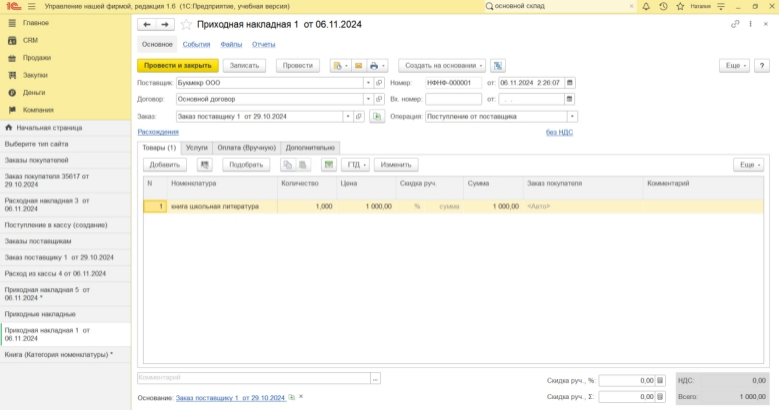 Управление нашей фирмой, редакция 1.6 (1С:Предприятие, учебная версия)
основной склад
Наталия
Главное
CRM
Продажи
Закупки
Деньги
Компания
Начальная страница
Выберите тип сайта
Заказы покупателей
Заказ покупателя 35617 от
29.10.2024
Расходная накладная 3 от
06.11.2024
Поступление в кассу (создание)
Заказы поставщикам
Заказ поставщику 1 от 29.10.2024
Расход из кассы 4 от 06.11.2024
Приходная накладная 5 от
06.11.2024 *
Приходные накладные
Приходная накладная 1 от
06.11.2024
Книга (Категория номенклатуры) *
Приходная накладная 1 от 06.11.2024
Основное События Файлы Отчеты
Провести и закрыть Записать Провести Создать на основании Еще ?
Поставщик: Букмекр ООО Номер: НФНФ-000001 от: 06.11.2024 2:26:07
Договор: Основной договор Вх. номер: от: . .
Заказ: Заказ поставщику 1 от 29.10.2024 Операция: Поступление от поставщика
Расхождения без НДС
Товары (1) Услуги Оплата (Вручную) Дополнительно
Добавить Подобрать ГТД Изменить Еще
N Номенклатура Количество Цена Скидка руч. Сумма Заказ покупателя Комментарий
1 книга школьная литература 1,000 1 000,00 % сумма 1 000,00 <Авто>
Комментарий ...
Скидка руч., %: 0,00 НДС: 0,00
Основание: Заказ поставщику 1 от 29.10.2024
Скидка руч., Σ: 0,00 Всего: 1 000,00